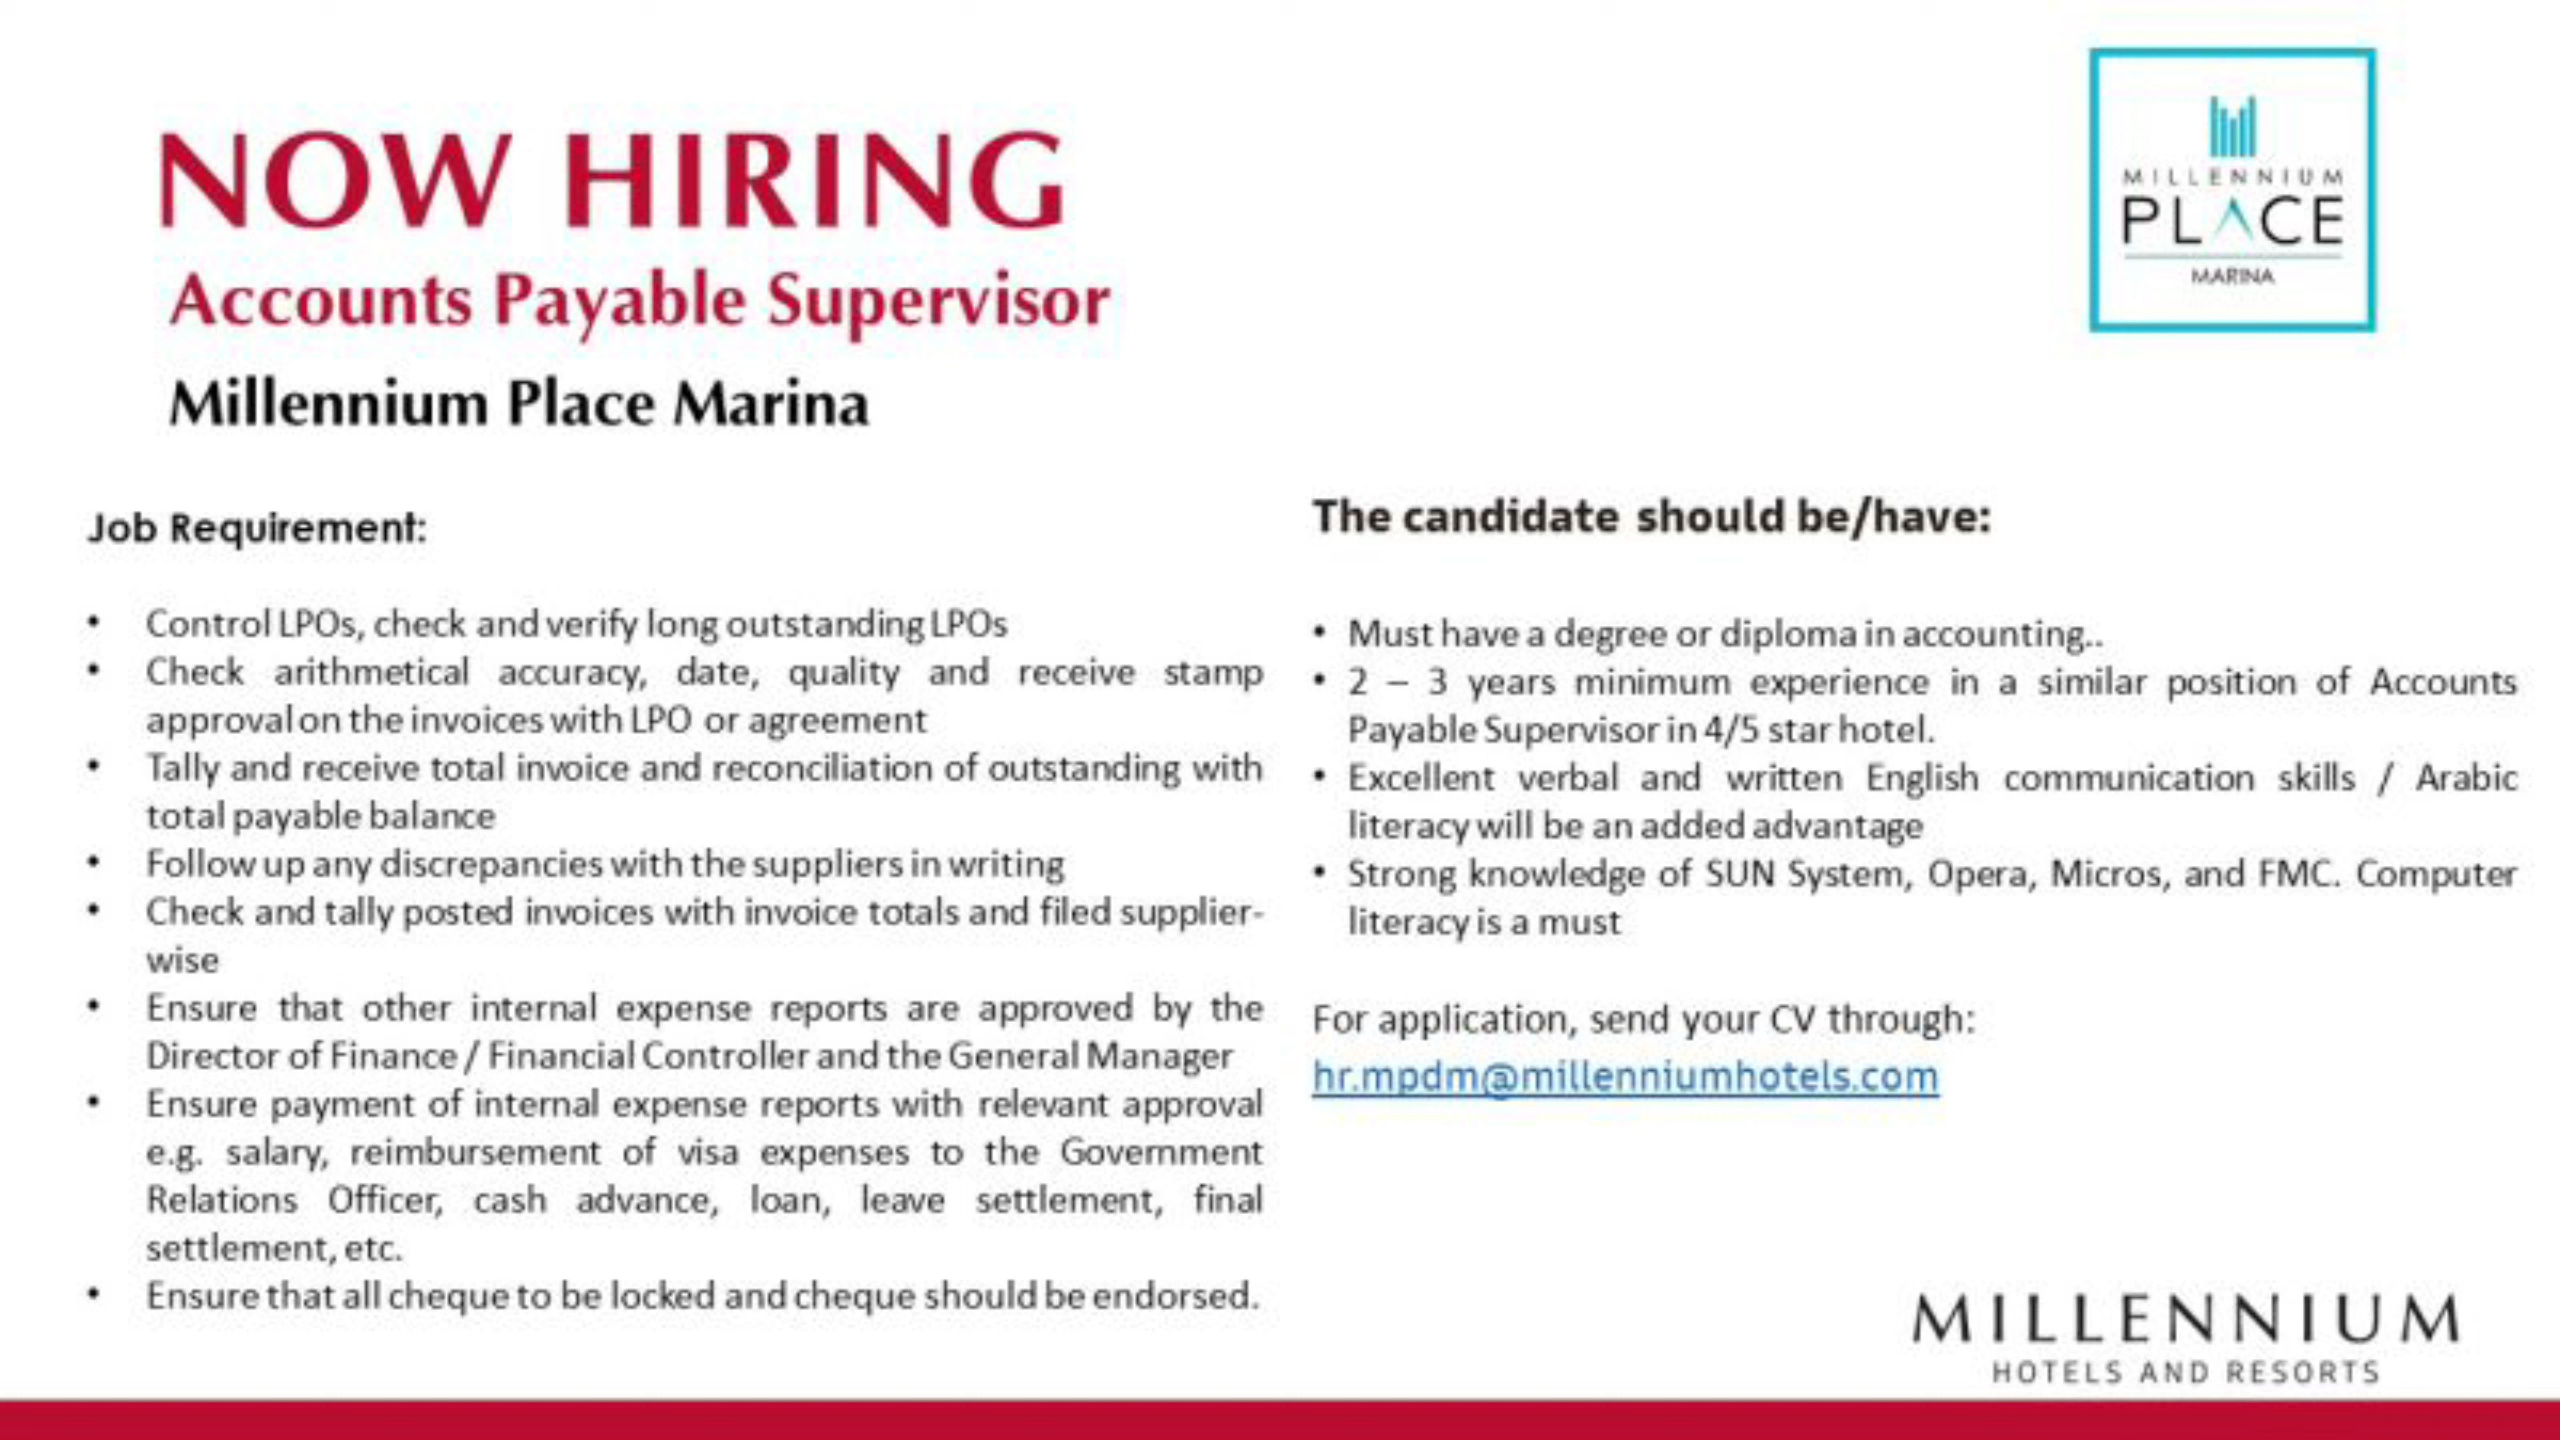 NOW HIRING
Accounts Payable Supervisor
Millennium Place Marina
MILLENNIUM
PLACE
MARINA
Job Requirement:
• Control LPOs, check and verify long outstanding LPOs
• Check arithmetical accuracy, date, quality and receive stamp
approval on the invoices with LPO or agreement
• Tally and receive total invoice and reconciliation of outstanding with
total payable balance
• Follow up any discrepancies with the suppliers in writing
• Check and tally posted invoices with invoice totals and filed supplier-
wise
• Ensure that other internal expense reports are approved by the
Director of Finance / Financial Controller and the General Manager
• Ensure payment of internal expense reports with relevant approval
e.g. salary, reimbursement of visa expenses to the Government
Relations Officer, cash advance, loan, leave settlement, final
settlement, etc.
• Ensure that all cheque to be locked and cheque should be endorsed.
The candidate should be/have:
• Must have a degree or diploma in accounting..
• 2 – 3 years minimum experience in a similar position of Accounts
Payable Supervisor in 4/5 star hotel.
• Excellent verbal and written English communication skills / Arabic
literacy will be an added advantage
• Strong knowledge of SUN System, Opera, Micros, and FMC. Computer
literacy is a must
For application, send your CV through:
hr.mpdm@millenniumhotels.com
MILLENNIUM
HOTELS AND RESORTS